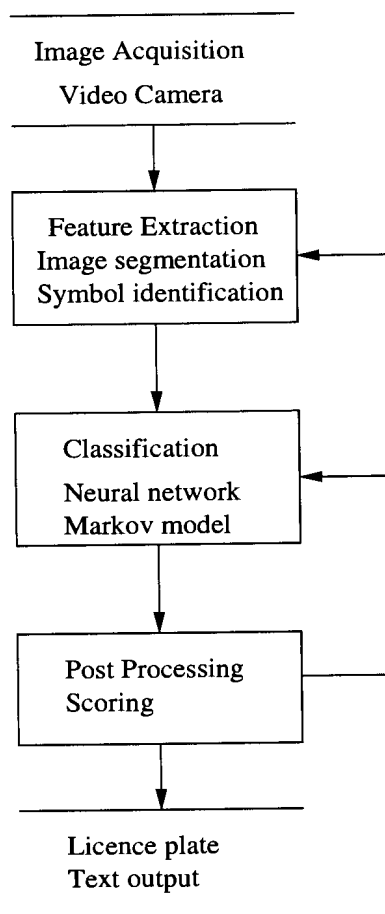 Image Acquisition
Video Camera
Feature Extraction
Image segmentation
Symbol identification
Classification
Neural network
Markov model
Post Processing
Scoring
Licence plate
Text output